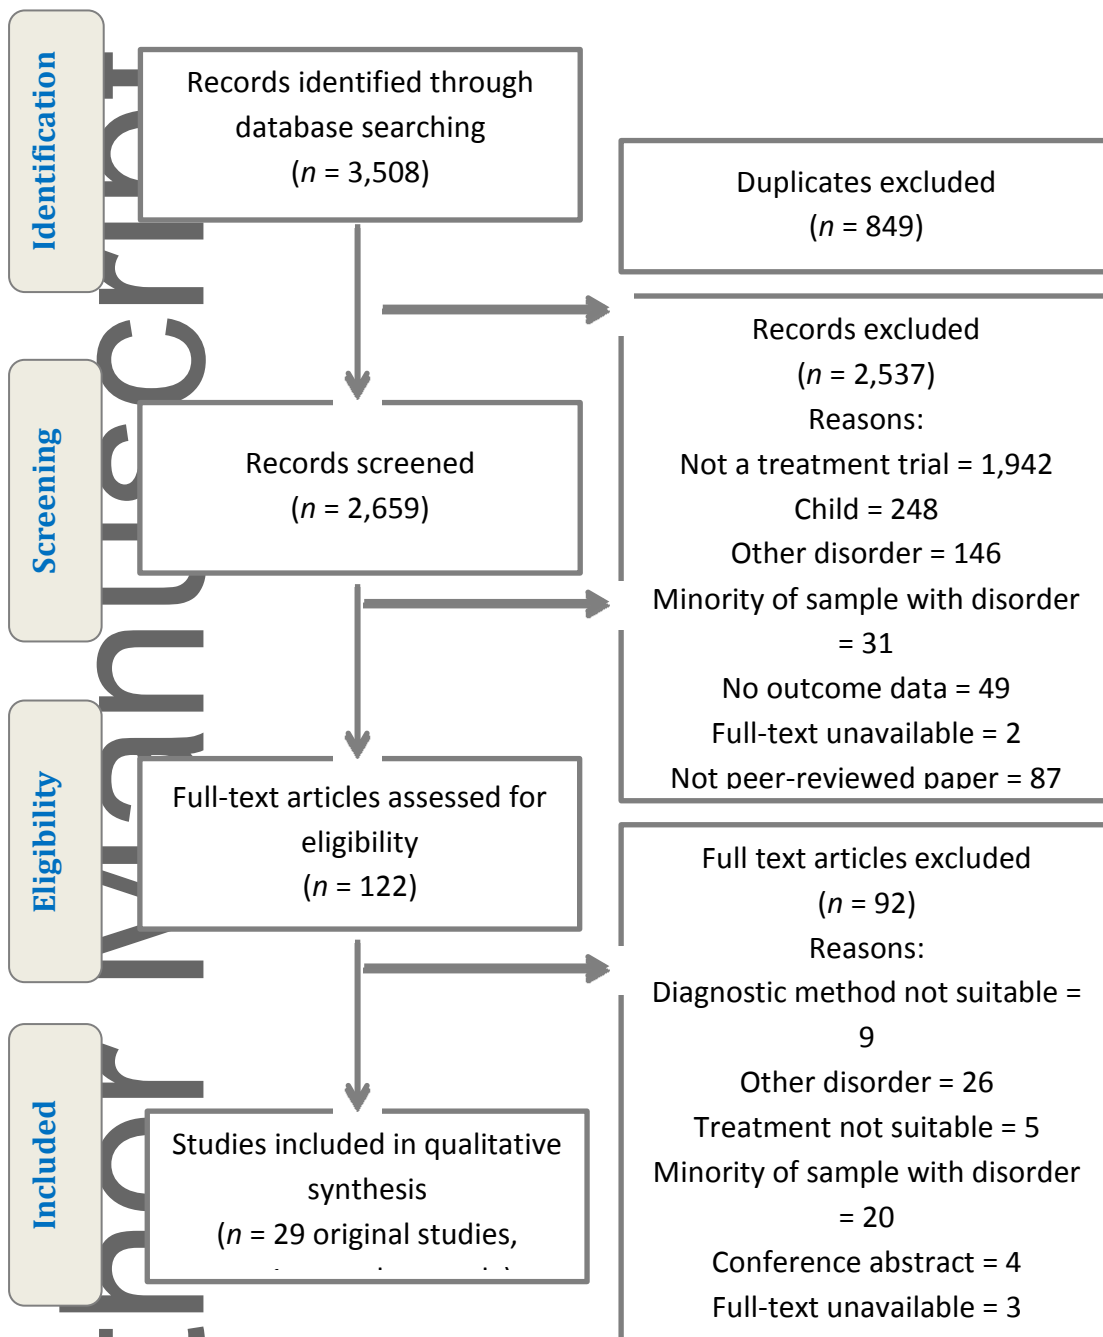 Identification
Records identified through
database searching
(n = 3,508)
Duplicates excluded
(n = 849)
Screening
Records screened
(n = 2,659)
Records excluded
(n = 2,537)
Reasons:
Not a treatment trial = 1,942
Child = 248
Other disorder = 146
Minority of sample with disorder
= 31
No outcome data = 49
Full-text unavailable = 2
Not peer-reviewed paper = 87
Eligibility
Full-text articles assessed for
eligibility
(n = 122)
Full text articles excluded
(n = 92)
Reasons:
Diagnostic method not suitable =
9
Other disorder = 26
Treatment not suitable = 5
Minority of sample with disorder
= 20
Conference abstract = 4
Full-text unavailable = 3
Included
Studies included in qualitative
synthesis
(n = 29 original studies,